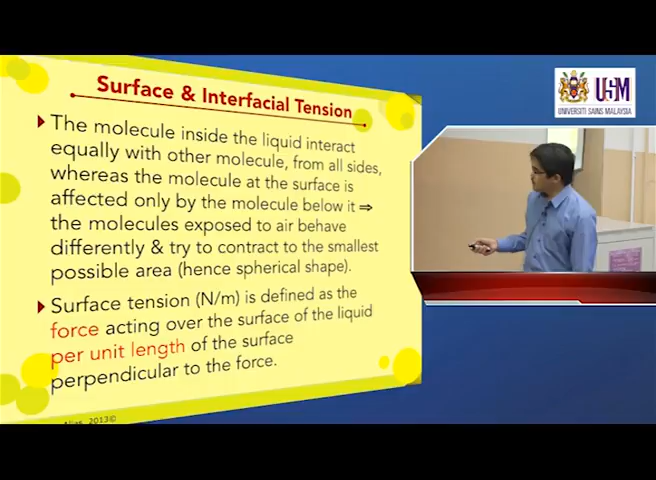 Surface & Interfacial Tension
The molecule inside the liquid interact
equally with other molecule, from all sides,
whereas the molecule at the surface is
affected only by the molecule below it ⇒
the molecules exposed to air behave
differently & try to contract to the smallest
possible area (hence spherical shape).
Surface tension (N/m) is defined as the
force acting over the surface of the liquid
per unit length of the surface
perpendicular to the force.
2013©
USM
UNIVERSITI SAINS MALAYSIA